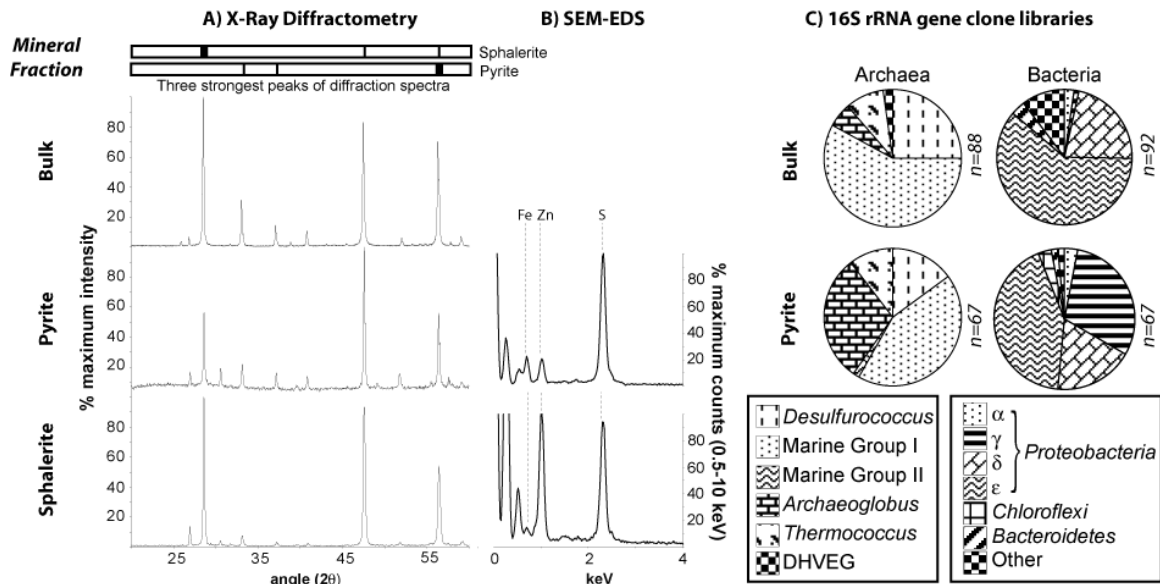 A) X-Ray Diffractometry
B) SEM-EDS
C) 16S rRNA gene clone libraries
Mineral
Fraction
Sphalerite
Pyrite
Three strongest peaks of diffraction spectra
Archaea
Bacteria
Bulk
80
60
40
20
Bulk
n=88
n=92
Fe
Zn
S
Pyrite
80
60
40
20
80
60
40
20
Pyrite
n=67
n=67
% maximum intensity
% maximum counts (0.5-10 keV)
Sphalerite
80
60
40
20
80
60
40
20
25
35
45
55
angle (2θ)
0
2
4
keV
Desulfurococcus
Marine Group I
Marine Group II
Archaeoglobus
Thermococcus
DHVEG
α
γ
δ
ε
Proteobacteria
Chloroflexi
Bacteroidetes
Other